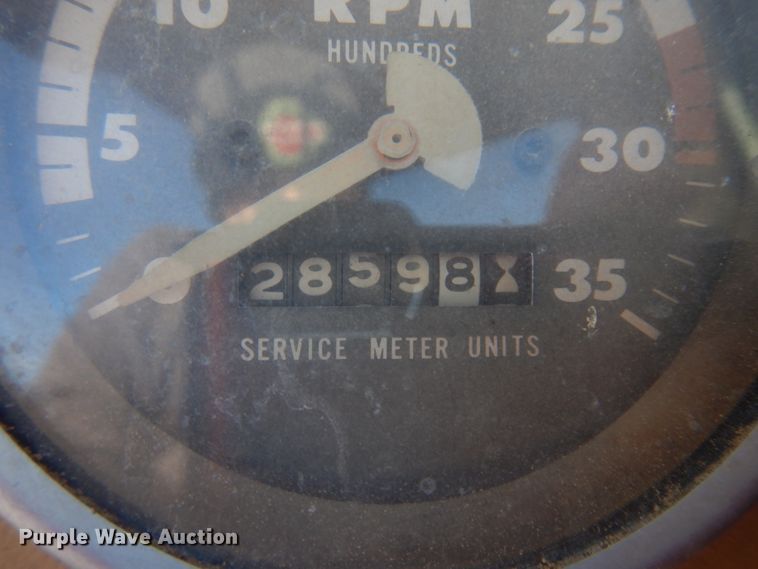 10 RPM 25
HUNDREDS
5 30
28598 35
SERVICE METER UNITS
Purple Wave Auction